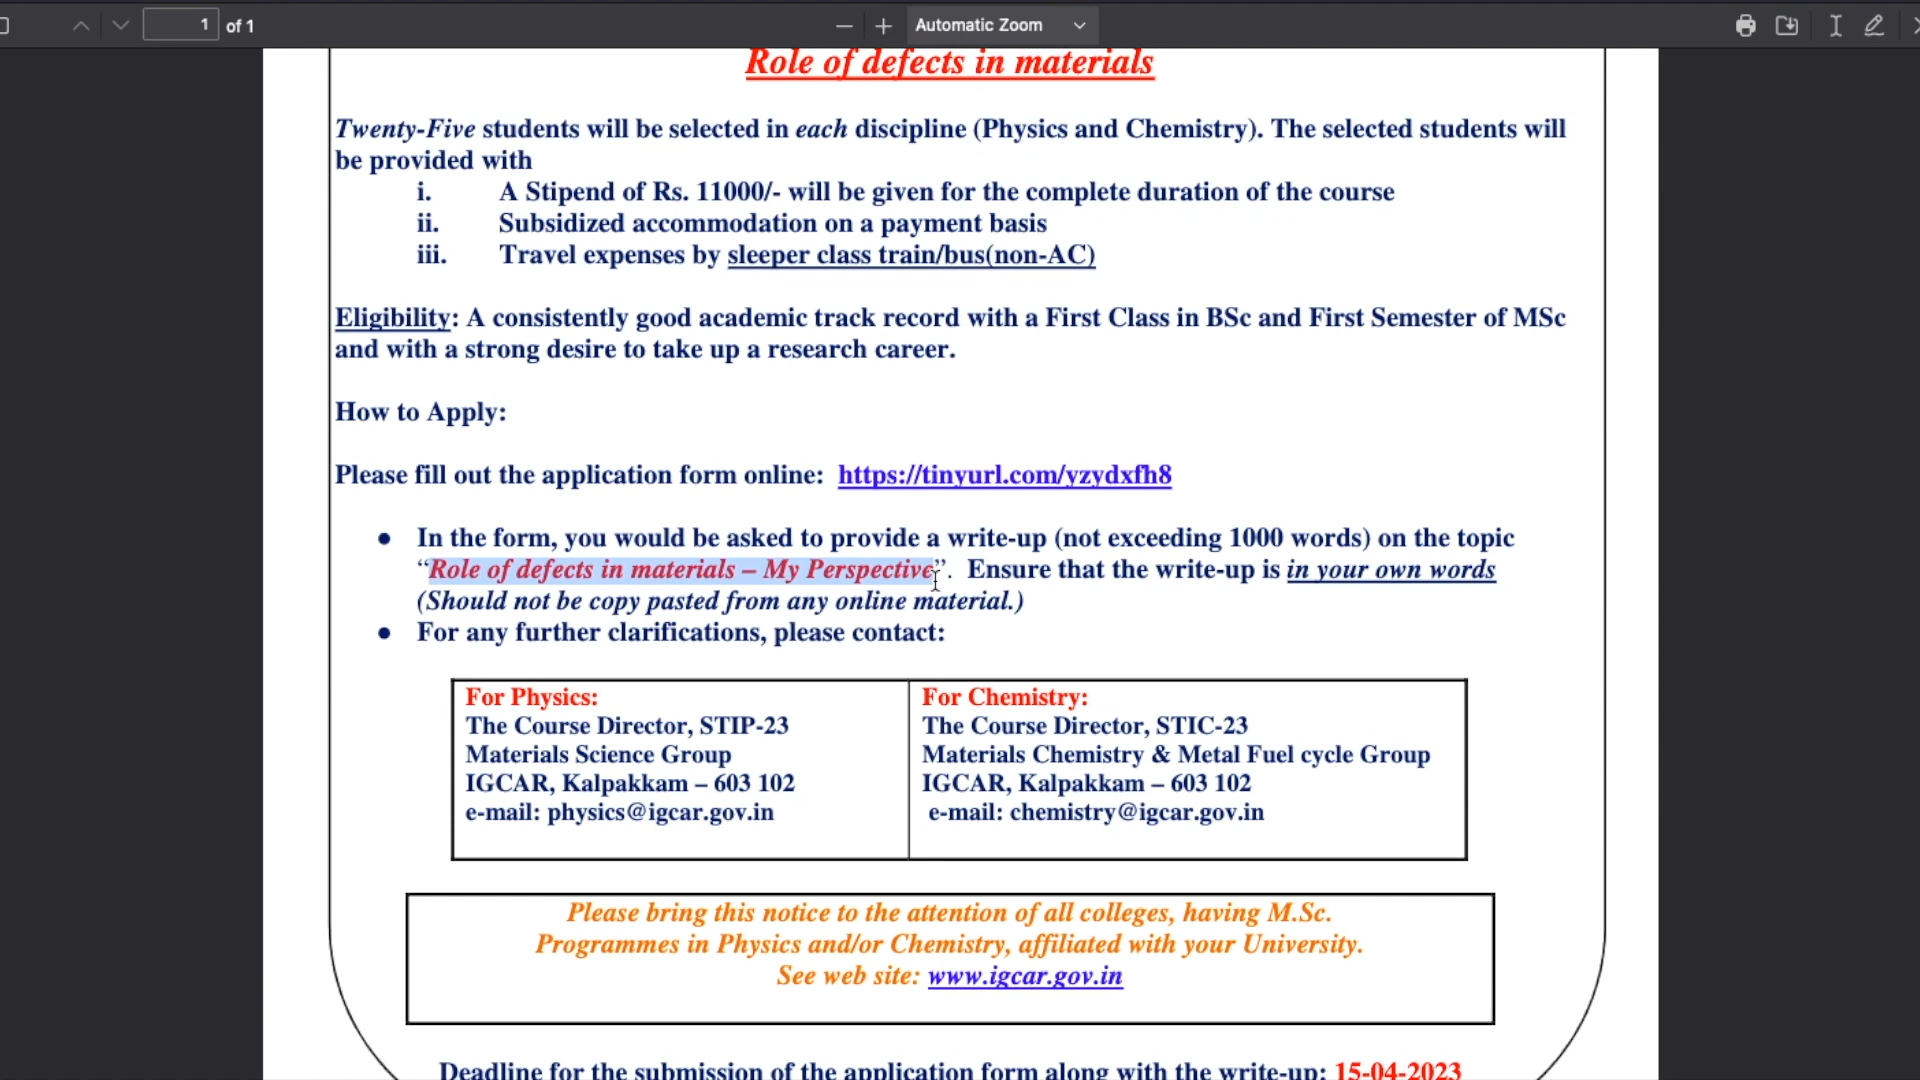 1 of 1
Automatic Zoom
Role of defects in materials
Twenty-Five students will be selected in each discipline (Physics and Chemistry). The selected students will
be provided with
i. A Stipend of Rs. 11000/- will be given for the complete duration of the course
ii. Subsidized accommodation on a payment basis
iii. Travel expenses by sleeper class train/bus(non-AC)
Eligibility: A consistently good academic track record with a First Class in BSc and First Semester of MSc
and with a strong desire to take up a research career.
How to Apply:
Please fill out the application form online: https://tinyurl.com/yzydxfh8
● In the form, you would be asked to provide a write-up (not exceeding 1000 words) on the topic
“Role of defects in materials – My Perspective”. Ensure that the write-up is in your own words
(Should not be copy pasted from any online material.)
● For any further clarifications, please contact:
For Physics:
The Course Director, STIP-23
Materials Science Group
IGCAR, Kalpakkam – 603 102
e-mail: physics@igcar.gov.in
For Chemistry:
The Course Director, STIC-23
Materials Chemistry & Metal Fuel cycle Group
IGCAR, Kalpakkam – 603 102
e-mail: chemistry@igcar.gov.in
Please bring this notice to the attention of all colleges, having M.Sc.
Programmes in Physics and/or Chemistry, affiliated with your University.
See web site: www.igcar.gov.in
Deadline for the submission of the application form along with the write-up: 15-04-2023